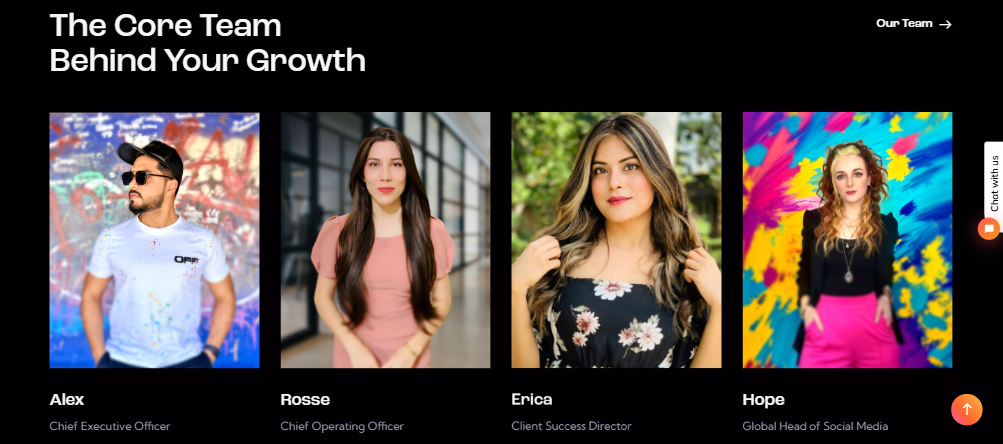 The Core Team
Behind Your Growth
Our Team
Chat with us
OFF
Alex
Chief Executive Officer
Rosse
Chief Operating Officer
Erica
Client Success Director
Hope
Global Head of Social Media